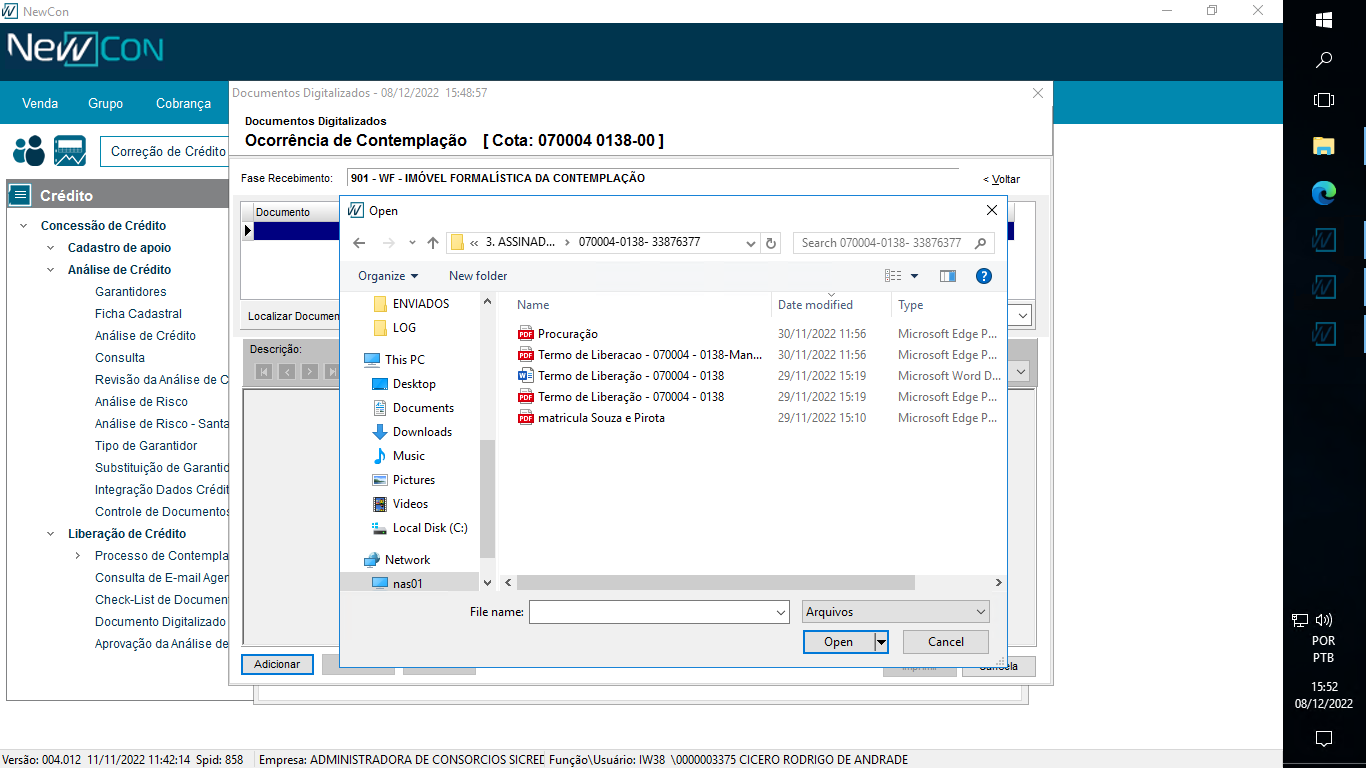 NewCon
NewCon
Venda Grupo Cobrança
Correção de Crédito
Crédito
Concessão de Crédito
Cadastro de apoio
Análise de Crédito
Garantidores
Ficha Cadastral
Análise de Crédito
Consulta
Revisão da Análise de C
Análise de Risco
Análise de Risco - Santa
Tipo de Garantidor
Substituição de Garantid
Integração Dados Crédit
Controle de Documentos
Liberação de Crédito
Processo de Contempla
Consulta de E-mail Ager
Check-List de Documen
Documento Digitalizado
Aprovação da Análise de
Documentos Digitalizados - 08/12/2022 15:48:57
Documentos Digitalizados
Ocorrência de Contemplação [ Cota: 070004 0138-00 ]
Fase Recebimento: 901 - WF - IMÓVEL FORMALÍSTICA DA CONTEMPLAÇÃO < Voltar
Documento
Localizar Documen
Descrição:
Open
« 3. ASSINAD... > 070004-0138- 33876377
Search 070004-0138- 33876377
Organize New folder
ENVIADOS
LOG
This PC
Desktop
Documents
Downloads
Music
Pictures
Videos
Local Disk (C:)
Network
nas01
Name Date modified Type
Procuração 30/11/2022 11:56 Microsoft Edge P...
Termo de Liberacao - 070004 - 0138-Man... 30/11/2022 11:56 Microsoft Edge P...
Termo de Liberação - 070004 - 0138 29/11/2022 15:19 Microsoft Word D...
Termo de Liberação - 070004 - 0138 29/11/2022 15:19 Microsoft Edge P...
matricula Souza e Pirota 29/11/2022 15:10 Microsoft Edge P...
File name: Arquivos
Open Cancel
Adicionar Imprimir Cancela
POR
PTB
15:52
08/12/2022
Versão: 004.012 11/11/2022 11:42:14 Spid: 858 Empresa: ADMINISTRADORA DE CONSORCIOS SICRED Função\Usuário: IW38 \0000003375 CICERO RODRIGO DE ANDRADE